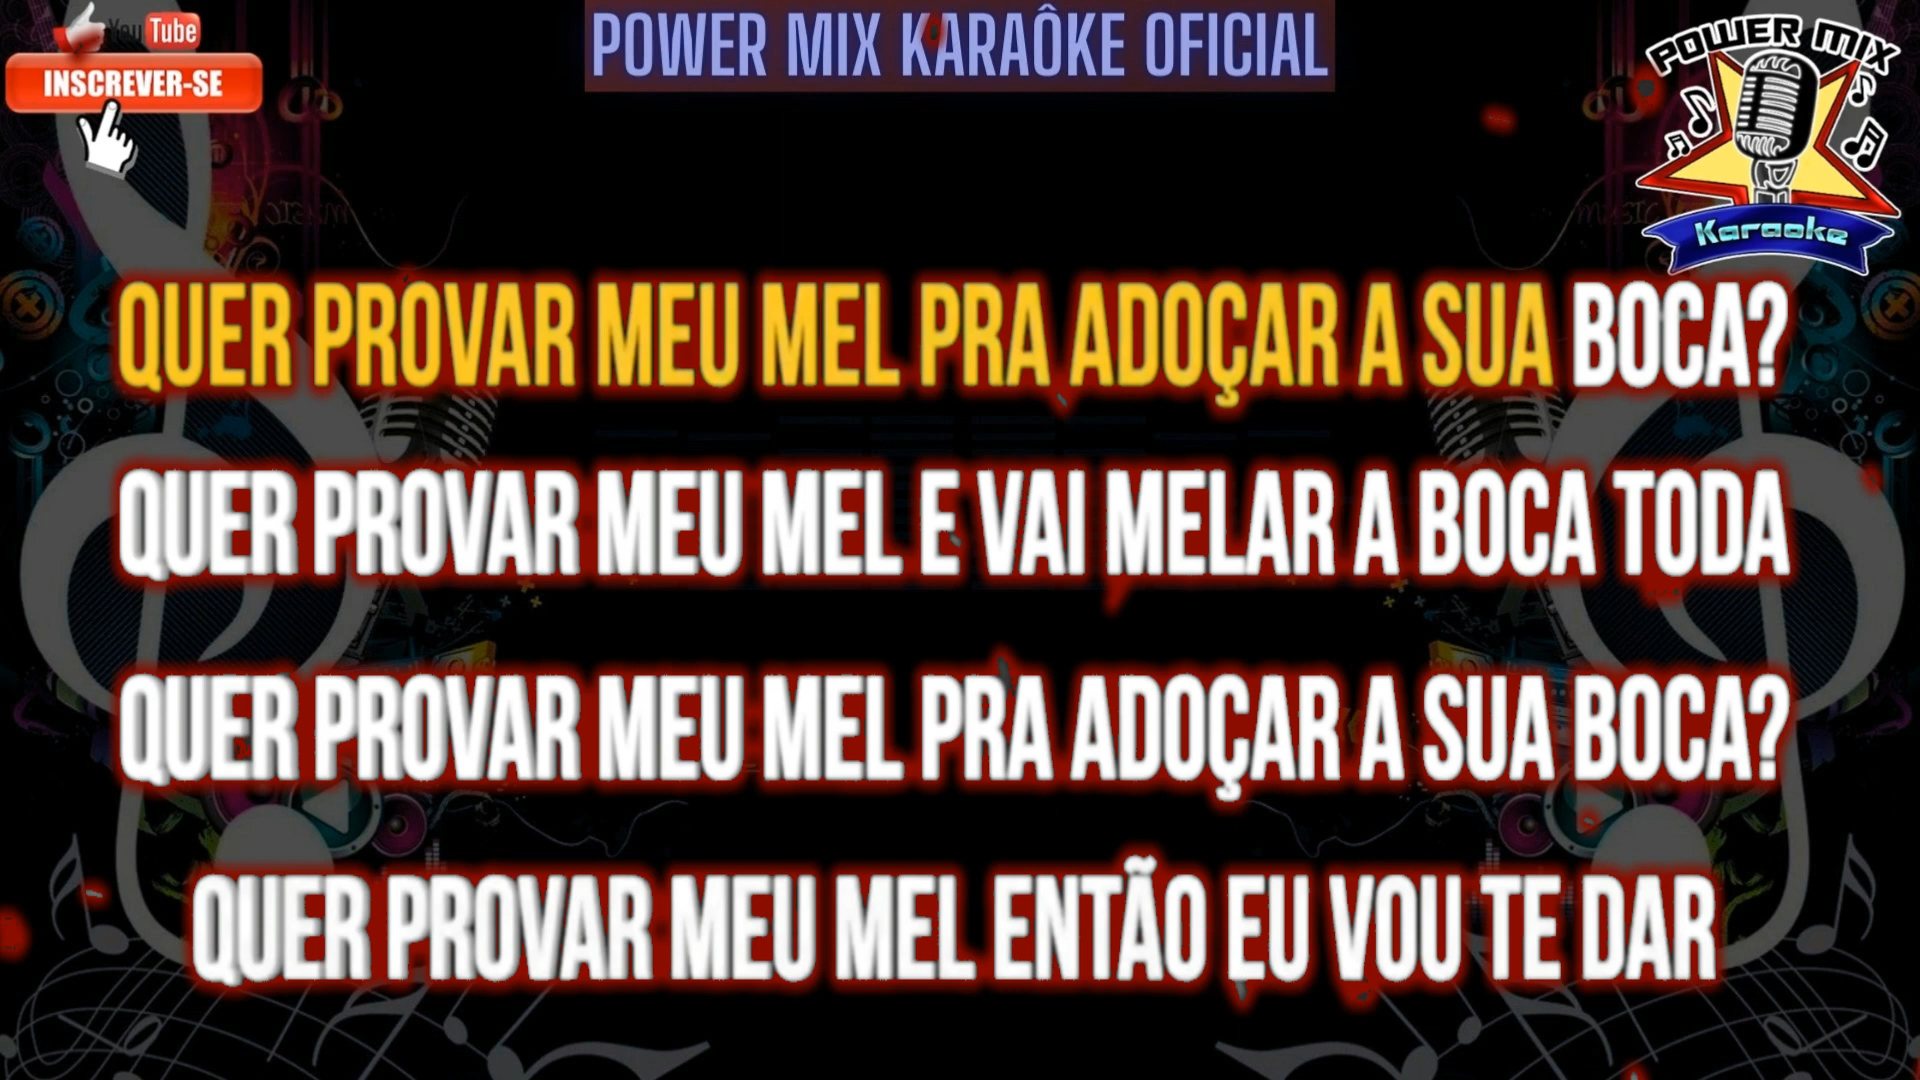 You Tube
INSCREVER-SE
POWER MIX KARAÔKE OFICIAL
POWER MIX
Karaoke
QUER PROVAR MEU MEL PRA ADOÇAR A SUA BOCA?
QUER PROVAR MEU MEL E VAI MELAR A BOCA TODA
QUER PROVAR MEU MEL PRA ADOÇAR A SUA BOCA?
QUER PROVAR MEU MEL ENTÃO EU VOU TE DAR